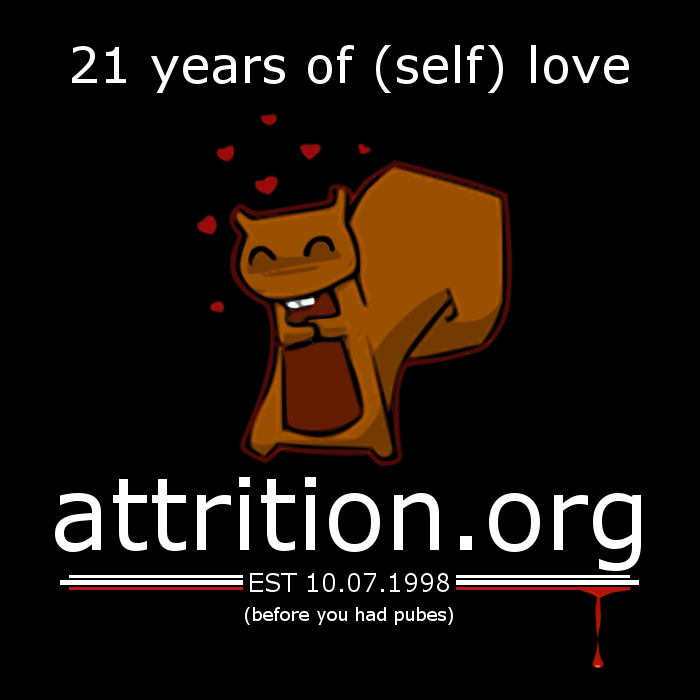 21 years of (self) love
attrition.org
EST 10.07.1998
(before you had pubes)